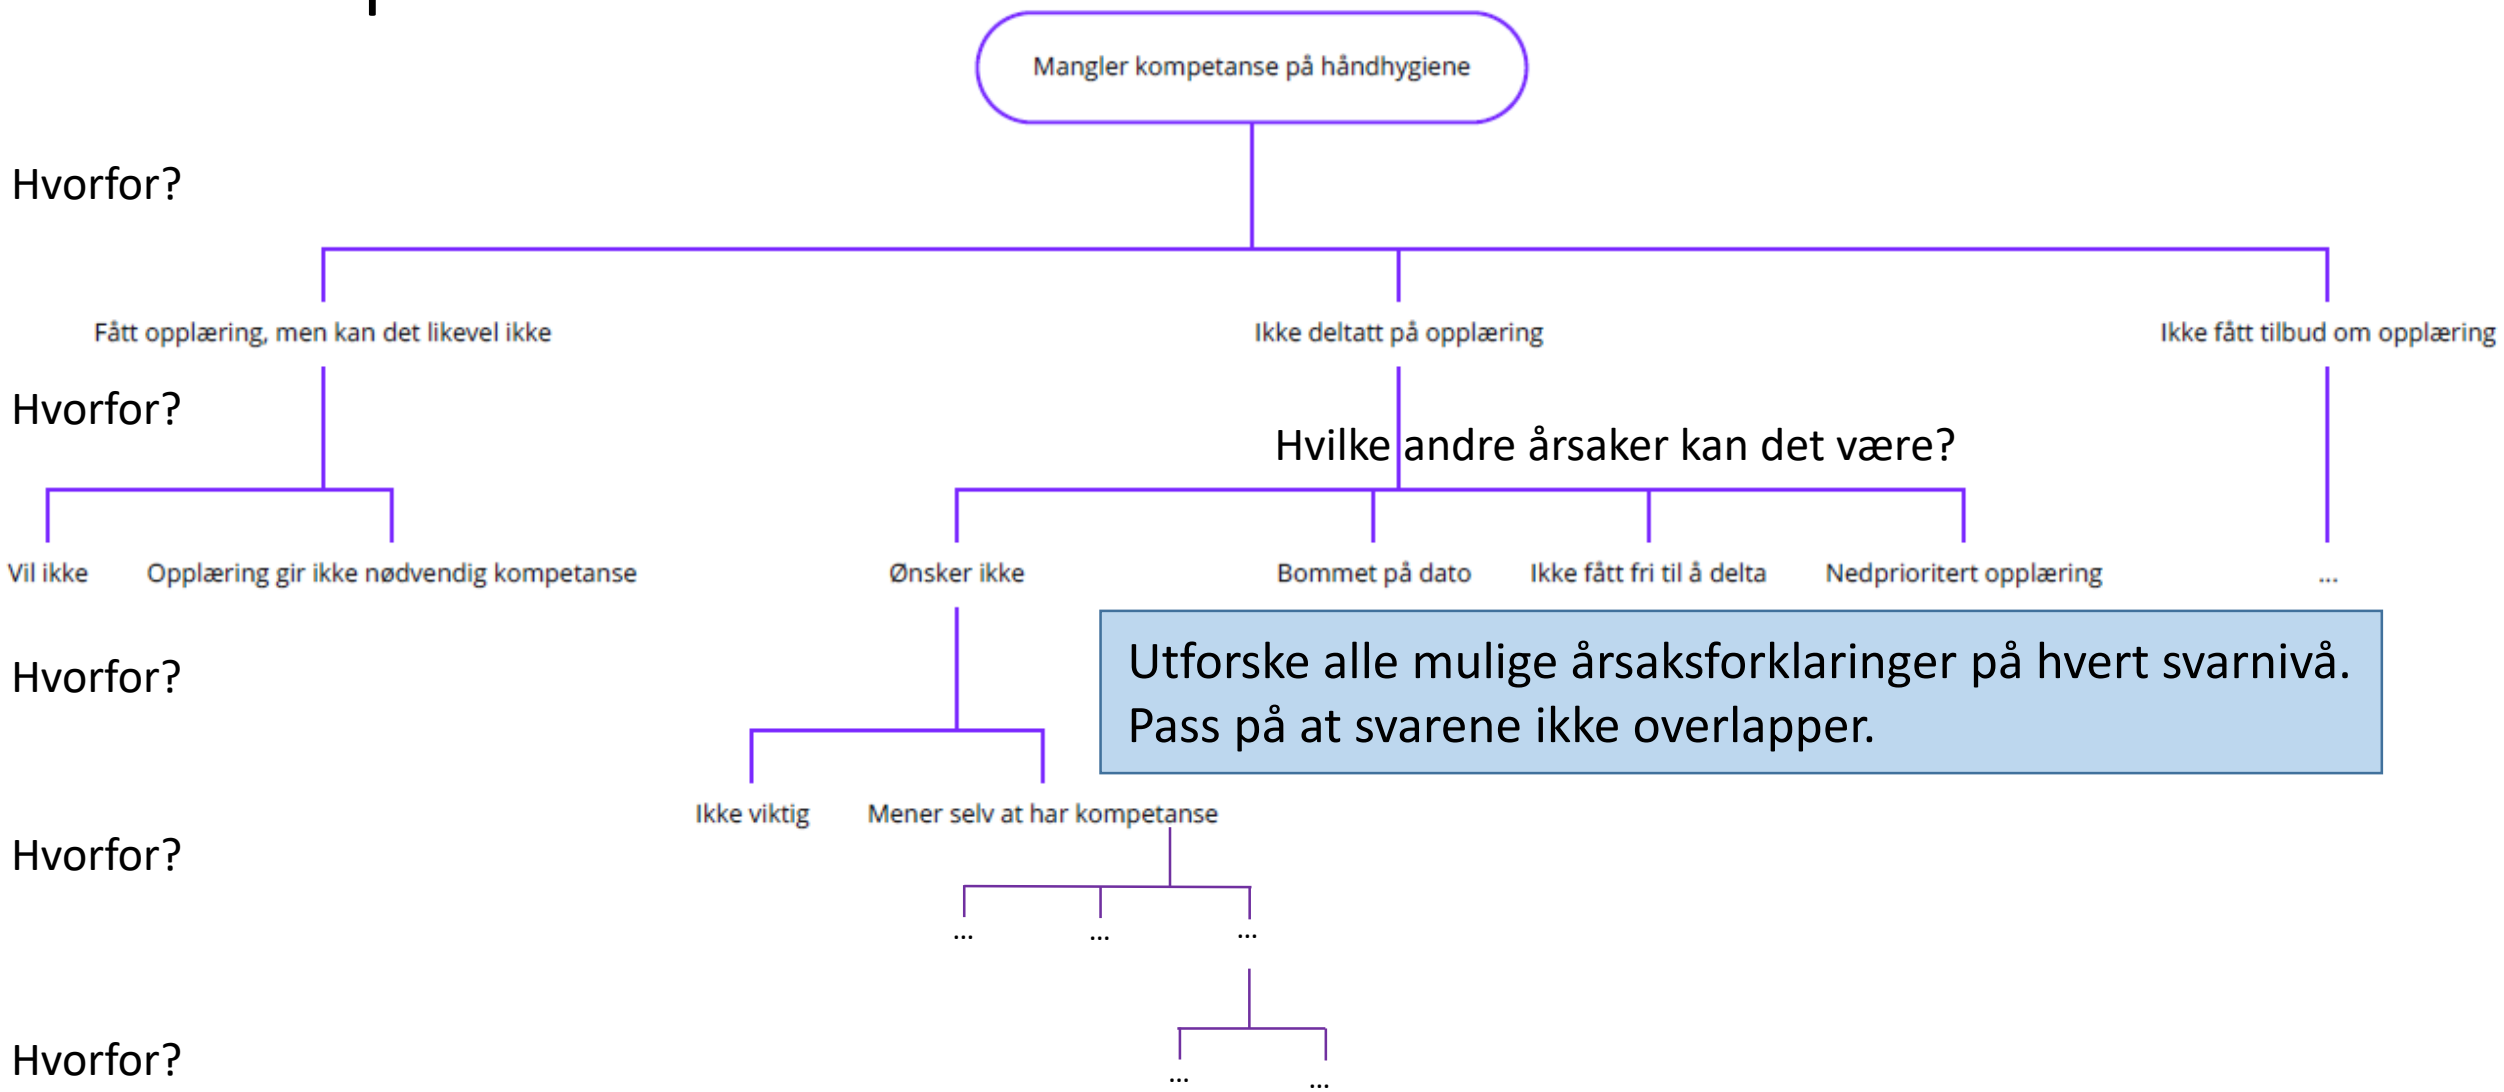 Mangler kompetanse på håndhygiene
Hvorfor?
Fått opplæring, men kan det likevel ikke
Ikke deltatt på opplæring
Ikke fått tilbud om opplæring
Hvorfor?
Hvilke andre årsaker kan det være?
Vil ikke
Opplæring gir ikke nødvendig kompetanse
Ønsker ikke
Bommet på dato
Ikke fått fri til å delta
Nedprioritert opplæring
...
Hvorfor?
Utforske alle mulige årsaksforklaringer på hvert svarnivå.
Pass på at svarene ikke overlapper.
Ikke viktig
Mener selv at har kompetanse
Hvorfor?
...
...
...
Hvorfor?
...
...